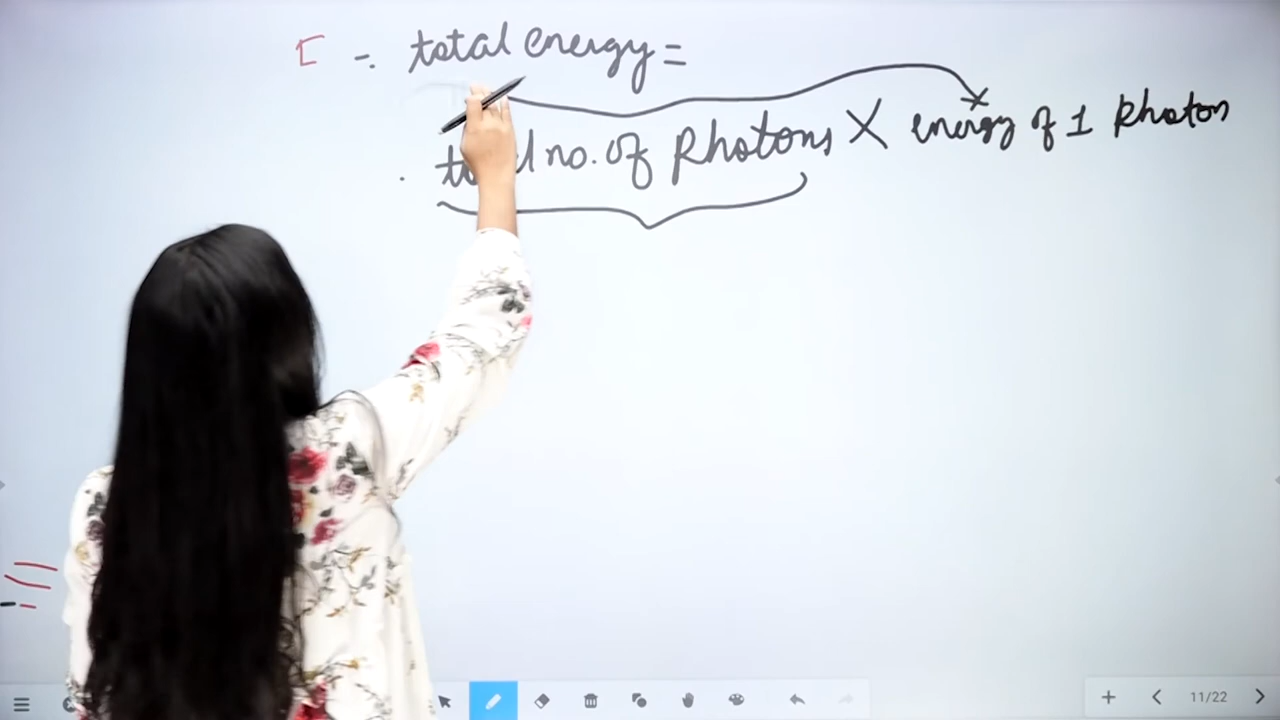 total energy =
no. of Photons X energy of 1 Photon
11/22